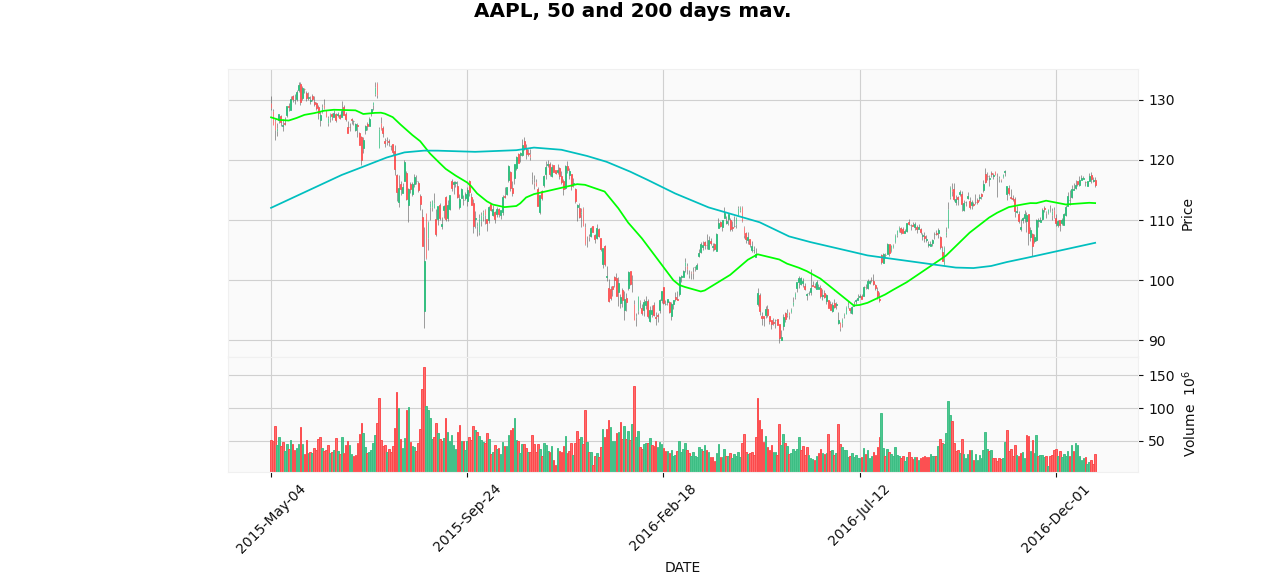 AAPL, 50 and 200 days mav.
130
120
110
100
90
Price
150
100
50
Volume 10^6
2015-May-04
2015-Sep-24
2016-Feb-18
2016-Jul-12
2016-Dec-01
DATE